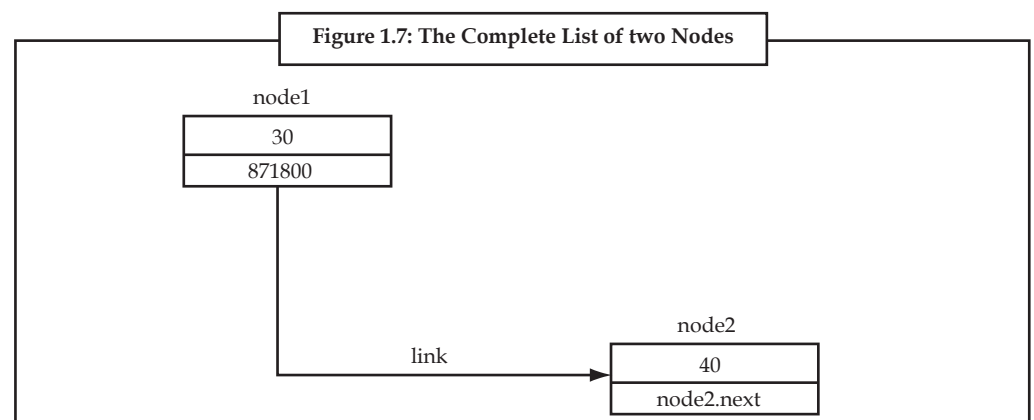 Figure 1.7: The Complete List of two Nodes
node1
30
871800
node2
link
40
node2.next